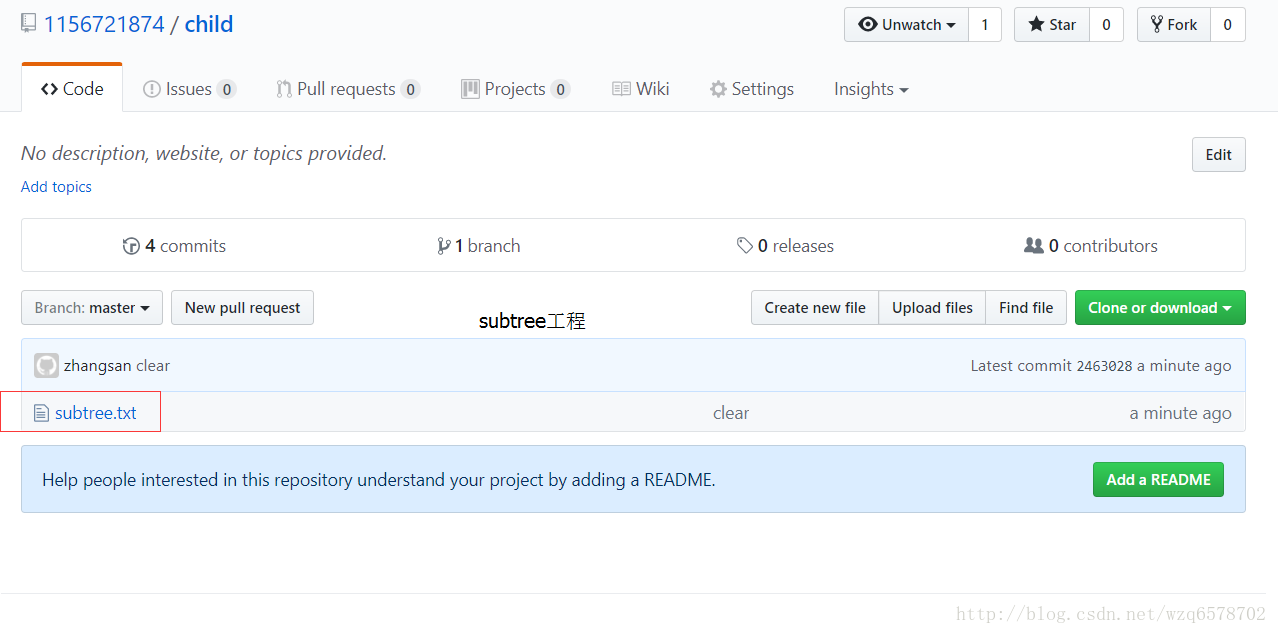 1156721874 / child
Unwatch 1 Star 0 Fork 0
Code Issues 0 Pull requests 0 Projects 0 Wiki Settings Insights
No description, website, or topics provided.
Edit
Add topics
4 commits 1 branch 0 releases 0 contributors
Branch: master New pull request subtree工程 Create new file Upload files Find file Clone or download
zhangsan clear Latest commit 2463028 a minute ago
subtree.txt clear a minute ago
Help people interested in this repository understand your project by adding a README. Add a README
http://blog.csdn.net/wzq6578702